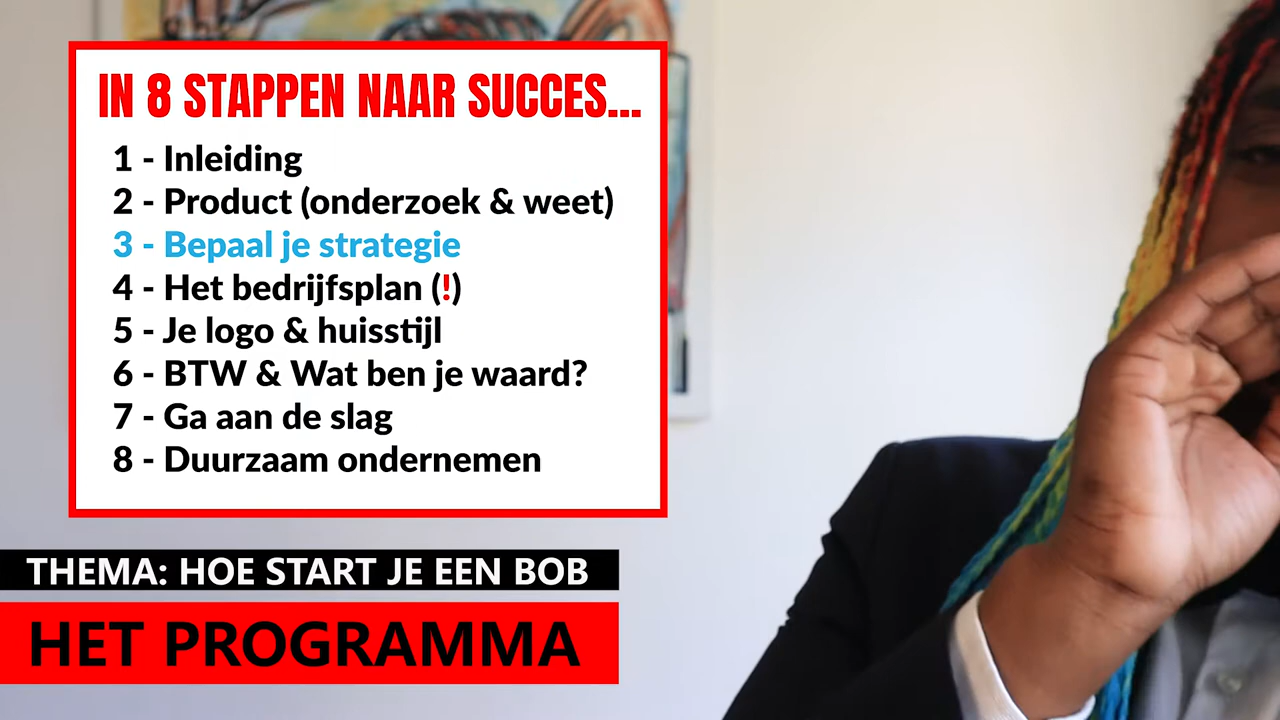 IN 8 STAPPEN NAAR SUCCES...
1 - Inleiding
2 - Product (onderzoek & weet)
3 - Bepaal je strategie
4 - Het bedrijfsplan (!)
5 - Je logo & huisstijl
6 - BTW & Wat ben je waard?
7 - Ga aan de slag
8 - Duurzaam ondernemen
THEMA: HOE START JE EEN BOB
HET PROGRAMMA